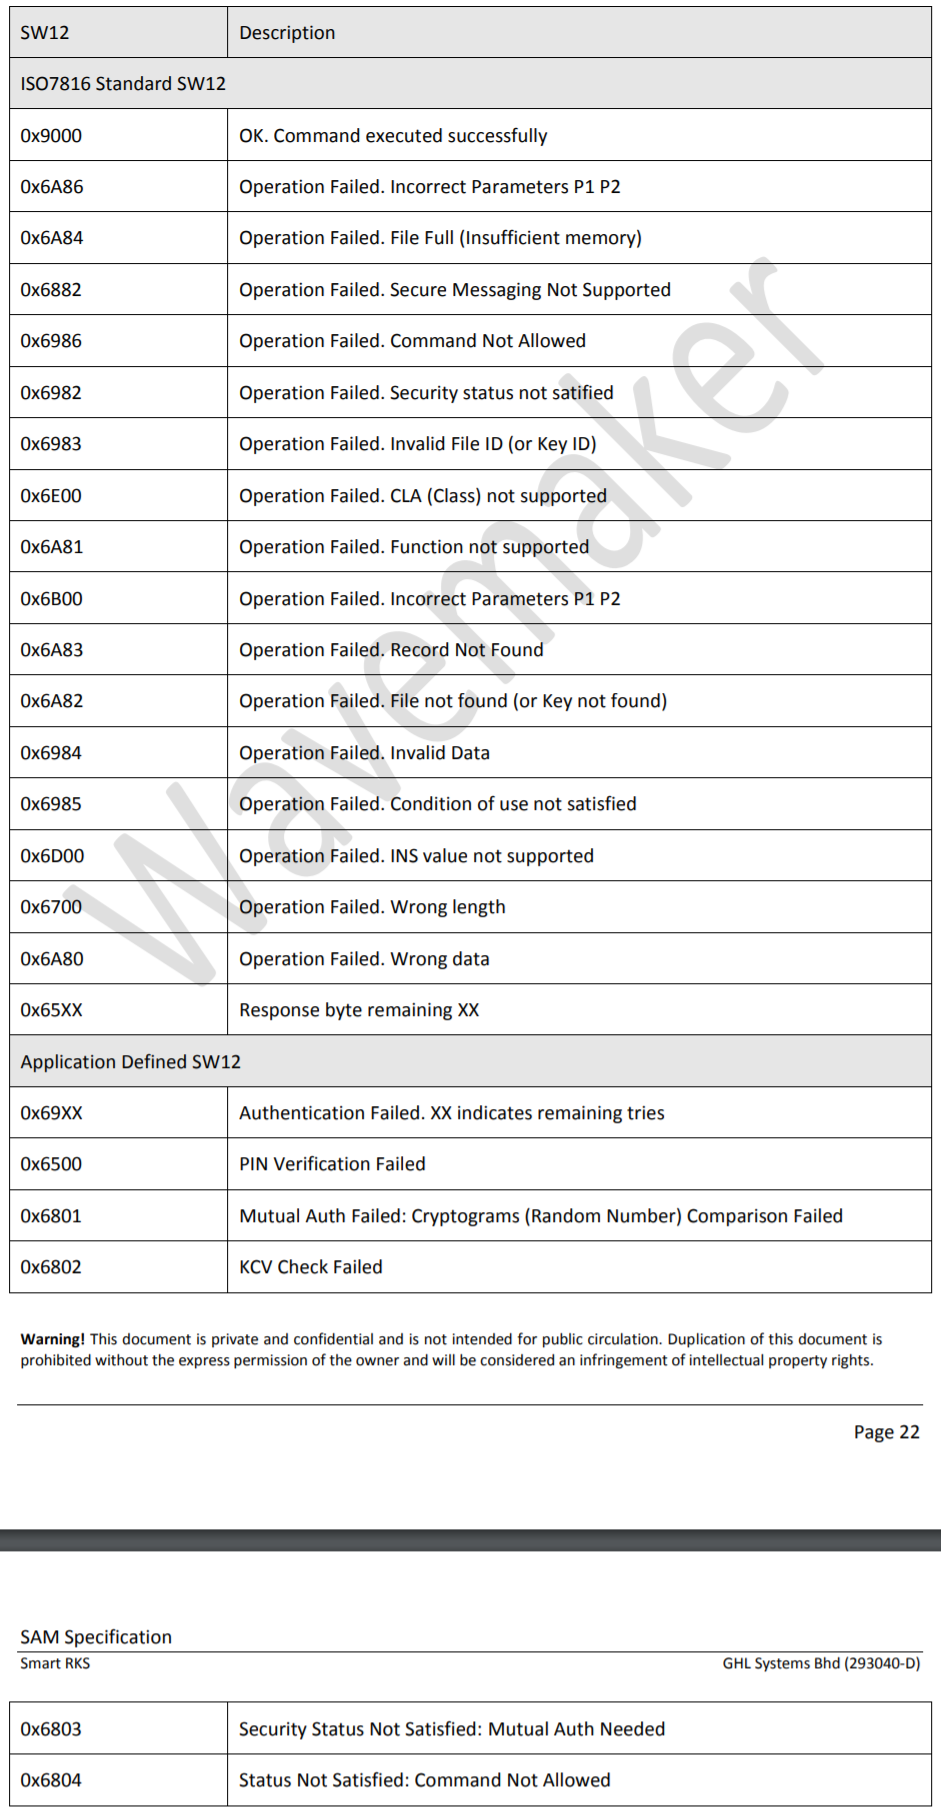 SW12 Description
ISO7816 Standard SW12
0x9000 OK. Command executed successfully
0x6A86 Operation Failed. Incorrect Parameters P1 P2
0x6A84 Operation Failed. File Full (Insufficient memory)
0x6882 Operation Failed. Secure Messaging Not Supported
0x6986 Operation Failed. Command Not Allowed
0x6982 Operation Failed. Security status not satified
0x6983 Operation Failed. Invalid File ID (or Key ID)
0x6E00 Operation Failed. CLA (Class) not supported
0x6A81 Operation Failed. Function not supported
0x6B00 Operation Failed. Incorrect Parameters P1 P2
0x6A83 Operation Failed. Record Not Found
0x6A82 Operation Failed. File not found (or Key not found)
0x6984 Operation Failed. Invalid Data
0x6985 Operation Failed. Condition of use not satisfied
0x6D00 Operation Failed. INS value not supported
0x6700 Operation Failed. Wrong length
0x6A80 Operation Failed. Wrong data
0x65XX Response byte remaining XX
Application Defined SW12
0x69XX Authentication Failed. XX indicates remaining tries
0x6500 PIN Verification Failed
0x6801 Mutual Auth Failed: Cryptograms (Random Number) Comparison Failed
0x6802 KCV Check Failed
Wavemaker
Warning! This document is private and confidential and is not intended for public circulation. Duplication of this document is
prohibited without the express permission of the owner and will be considered an infringement of intellectual property rights.
Page 22
SAM Specification
Smart RKS GHL Systems Bhd (293040-D)
0x6803 Security Status Not Satisfied: Mutual Auth Needed
0x6804 Status Not Satisfied: Command Not Allowed